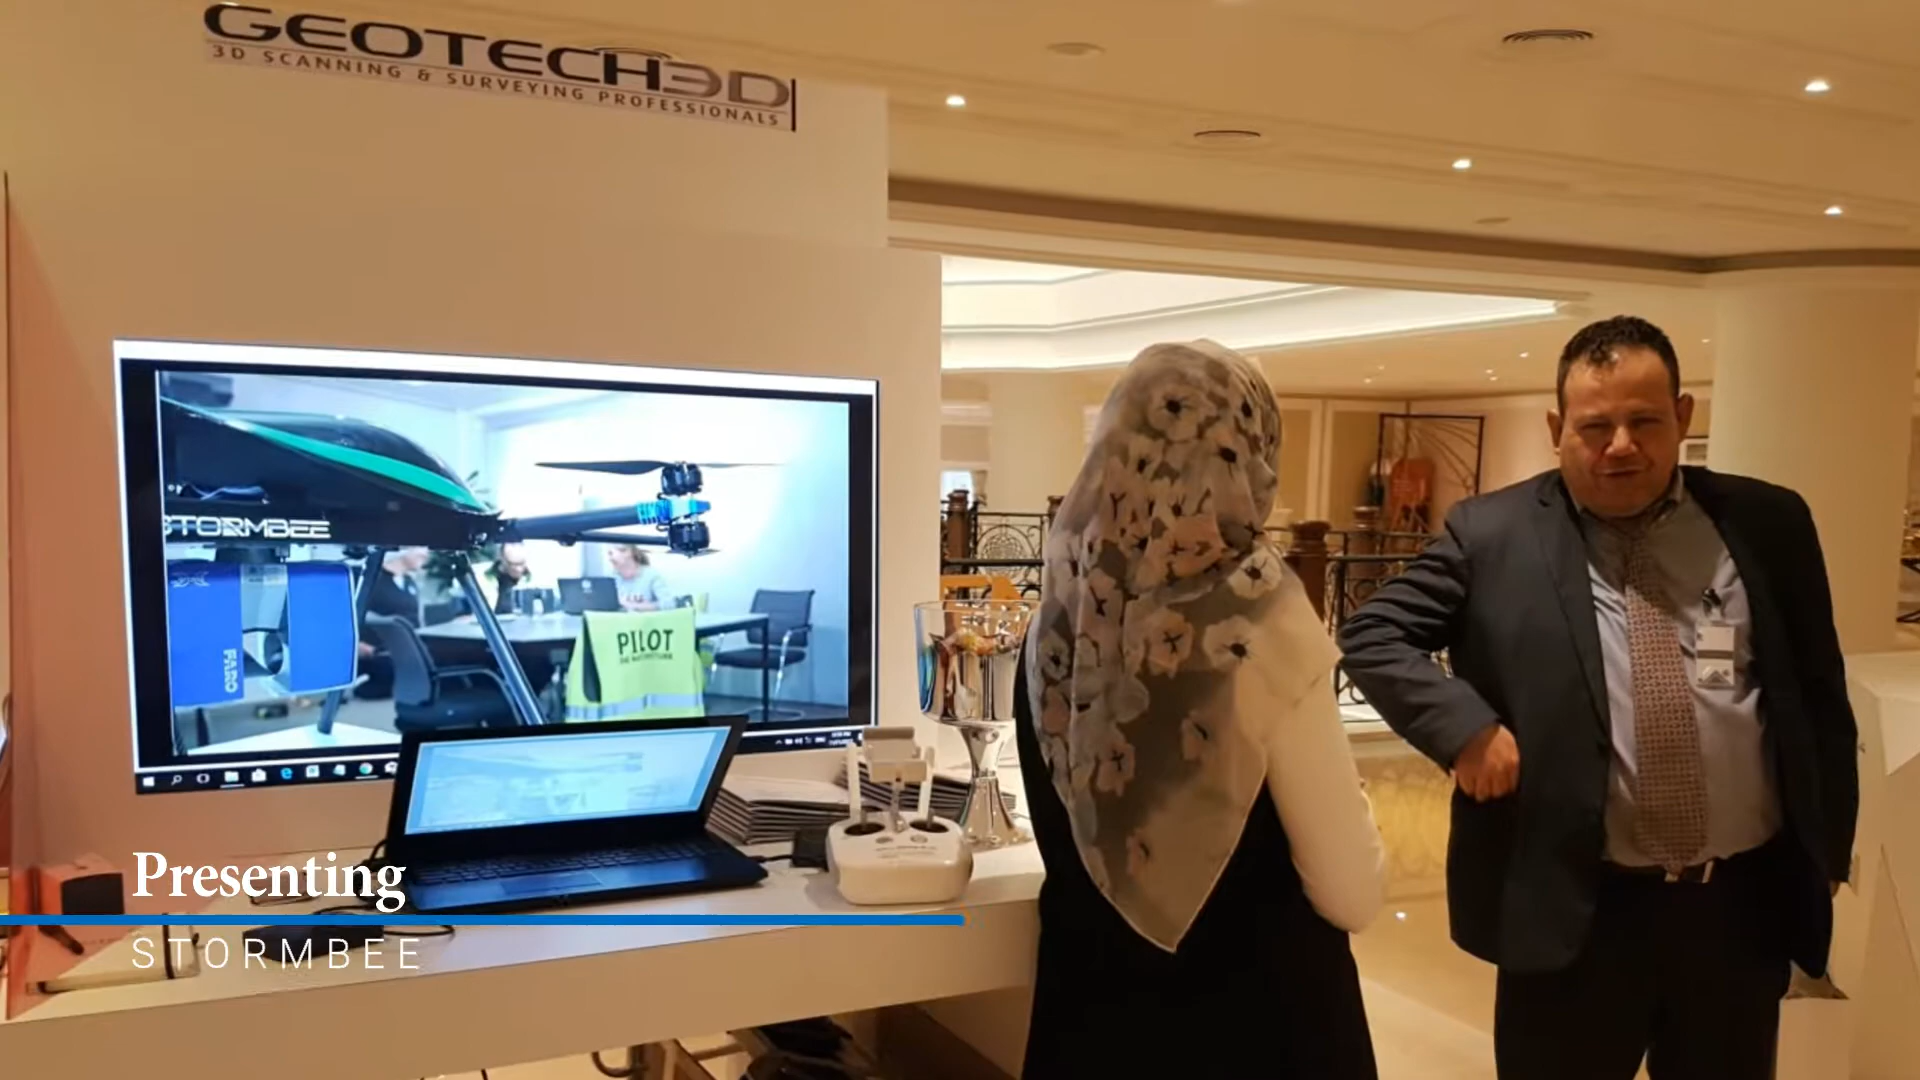 GEOTECH3D
3D SCANNING & SURVEYING PROFESSIONALS
STORMBEE
FARO
PILOT
Presenting
STORMBEE